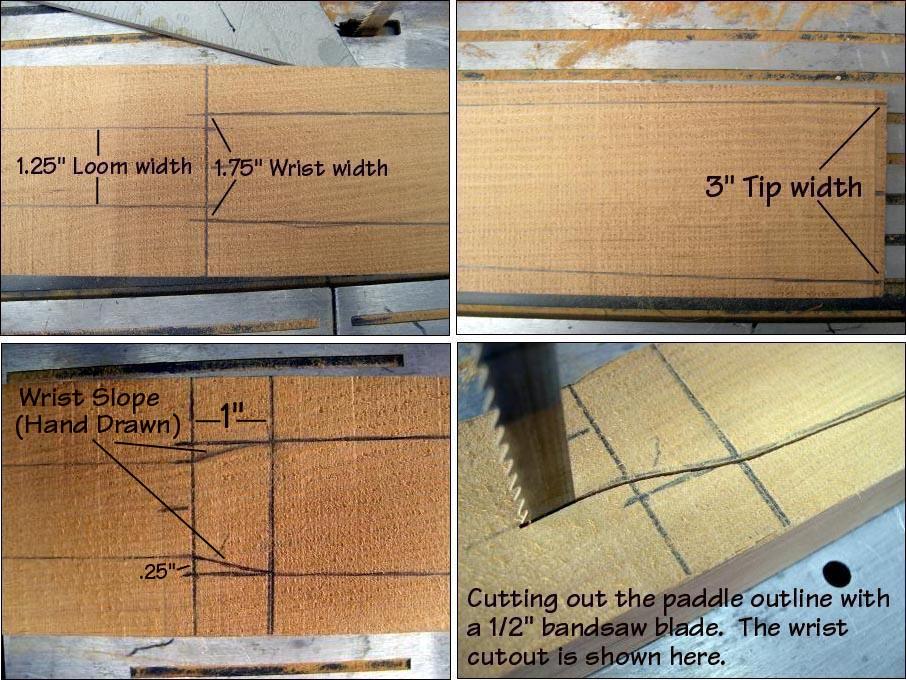 1.25" Loom width
1.75" Wrist width
3" Tip width
Wrist Slope
(Hand Drawn)
1"
.25"
Cutting out the paddle outline with
a 1/2" bandsaw blade. The wrist
cutout is shown here.